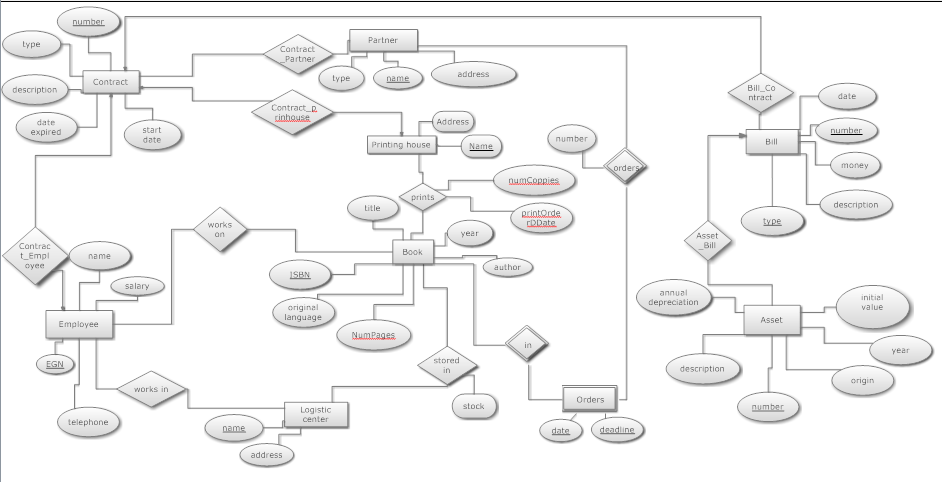 number
type
Contract
description
date
expired
start
date
Contract
_Partner
Partner
type
name
address
Contract_p
rinhouse
Address
Printing house
Name
number
orders
Bill_Co
ntract
date
number
Bill
money
description
type
numCoppies
prints
printOrde
rDDate
title
year
Book
author
ISBN
original
language
NumPages
works
on
Contrac
t_Empl
oyee
name
salary
Employee
EGN
telephone
works in
Logistic
center
name
address
stored
in
stock
in
Orders
date
deadline
Asset
_Bill
annual
depreciation
initial
value
Asset
year
description
origin
number